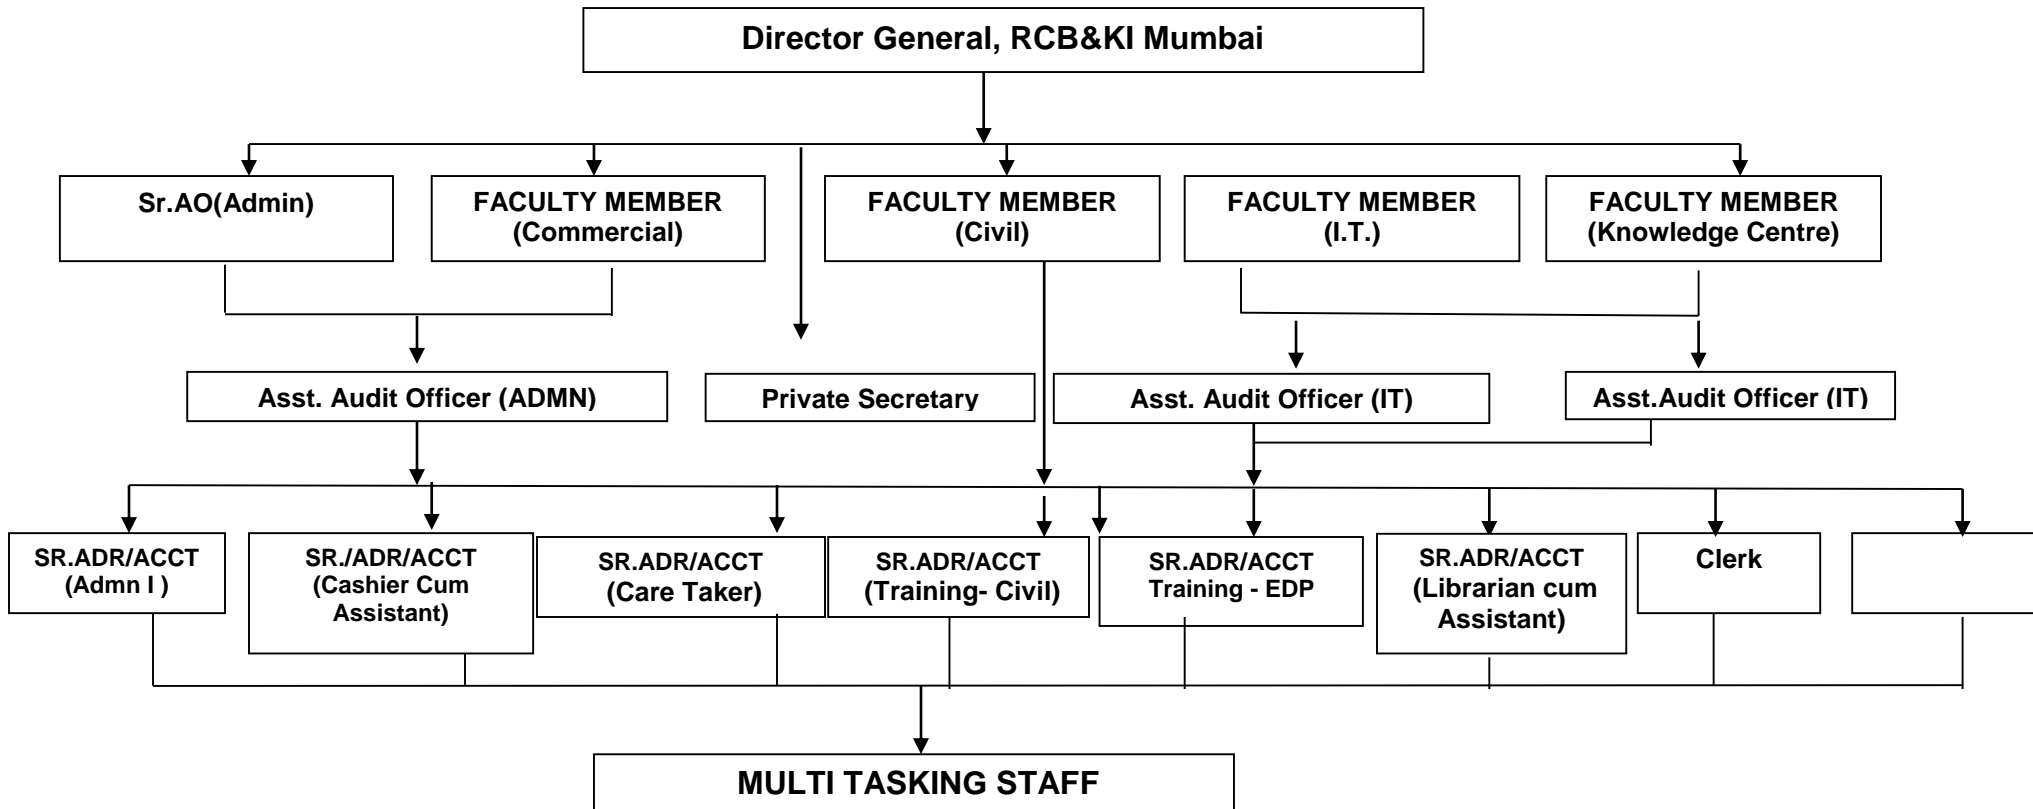 Director General, RCB&KI Mumbai
Sr.AO(Admin)
FACULTY MEMBER
(Commercial)
FACULTY MEMBER
(Civil)
FACULTY MEMBER
(I.T.)
FACULTY MEMBER
(Knowledge Centre)
Asst. Audit Officer (ADMN)
Private Secretary
Asst. Audit Officer (IT)
Asst.Audit Officer (IT)
SR.ADR/ACCT
(Admn I )
SR./ADR/ACCT
(Cashier Cum
Assistant)
SR.ADR/ACCT
(Care Taker)
SR.ADR/ACCT
(Training- Civil)
SR.ADR/ACCT
Training - EDP
SR.ADR/ACCT
(Librarian cum
Assistant)
Clerk
MULTI TASKING STAFF